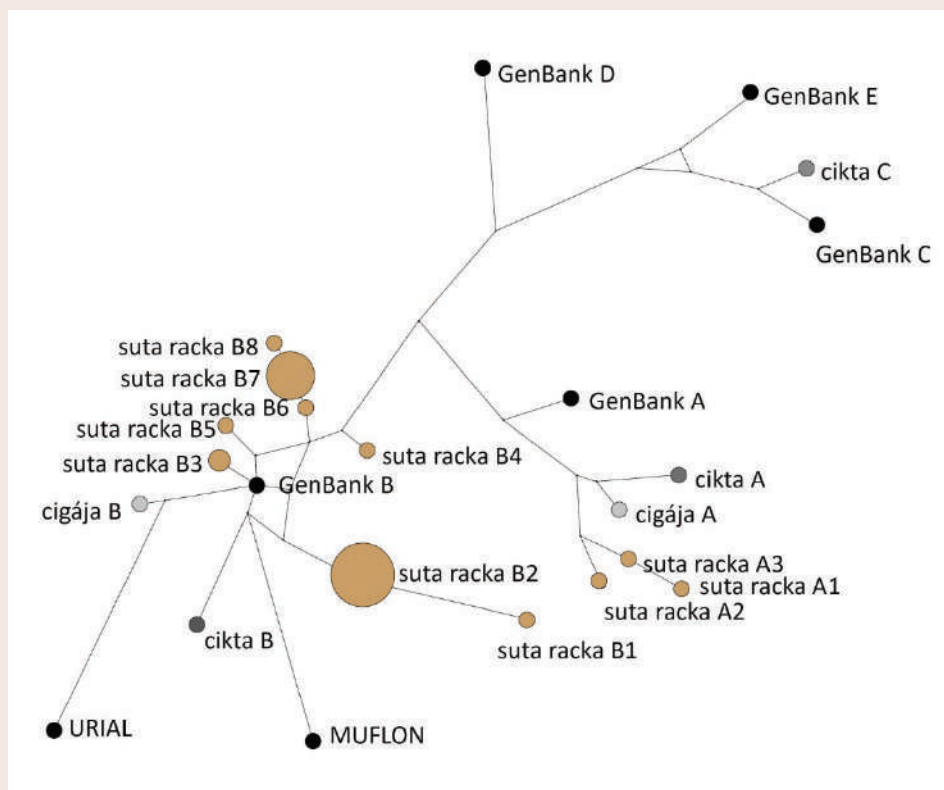 GenBank D
GenBank E
cikta C
GenBank C
suta racka B8
suta racka B7
suta racka B6
GenBank A
suta racka B5
suta racka B4
suta racka B3
cikta A
GenBank B
cigája B
cigája A
suta racka A3
suta racka B2
suta racka A1
suta racka A2
cikta B
suta racka B1
URIAL
MUFLON